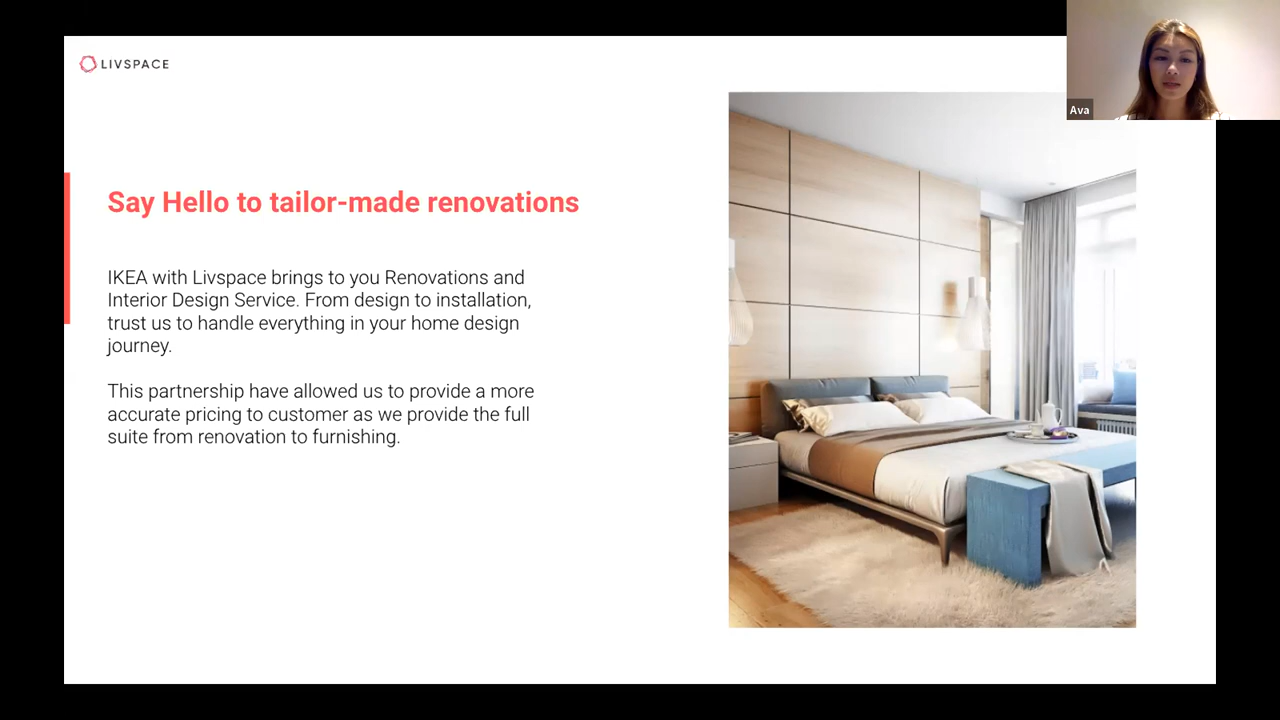 LIVSPACE
Ava
Say Hello to tailor-made renovations
IKEA with Livspace brings to you Renovations and
Interior Design Service. From design to installation,
trust us to handle everything in your home design
journey.
This partnership have allowed us to provide a more
accurate pricing to customer as we provide the full
suite from renovation to furnishing.